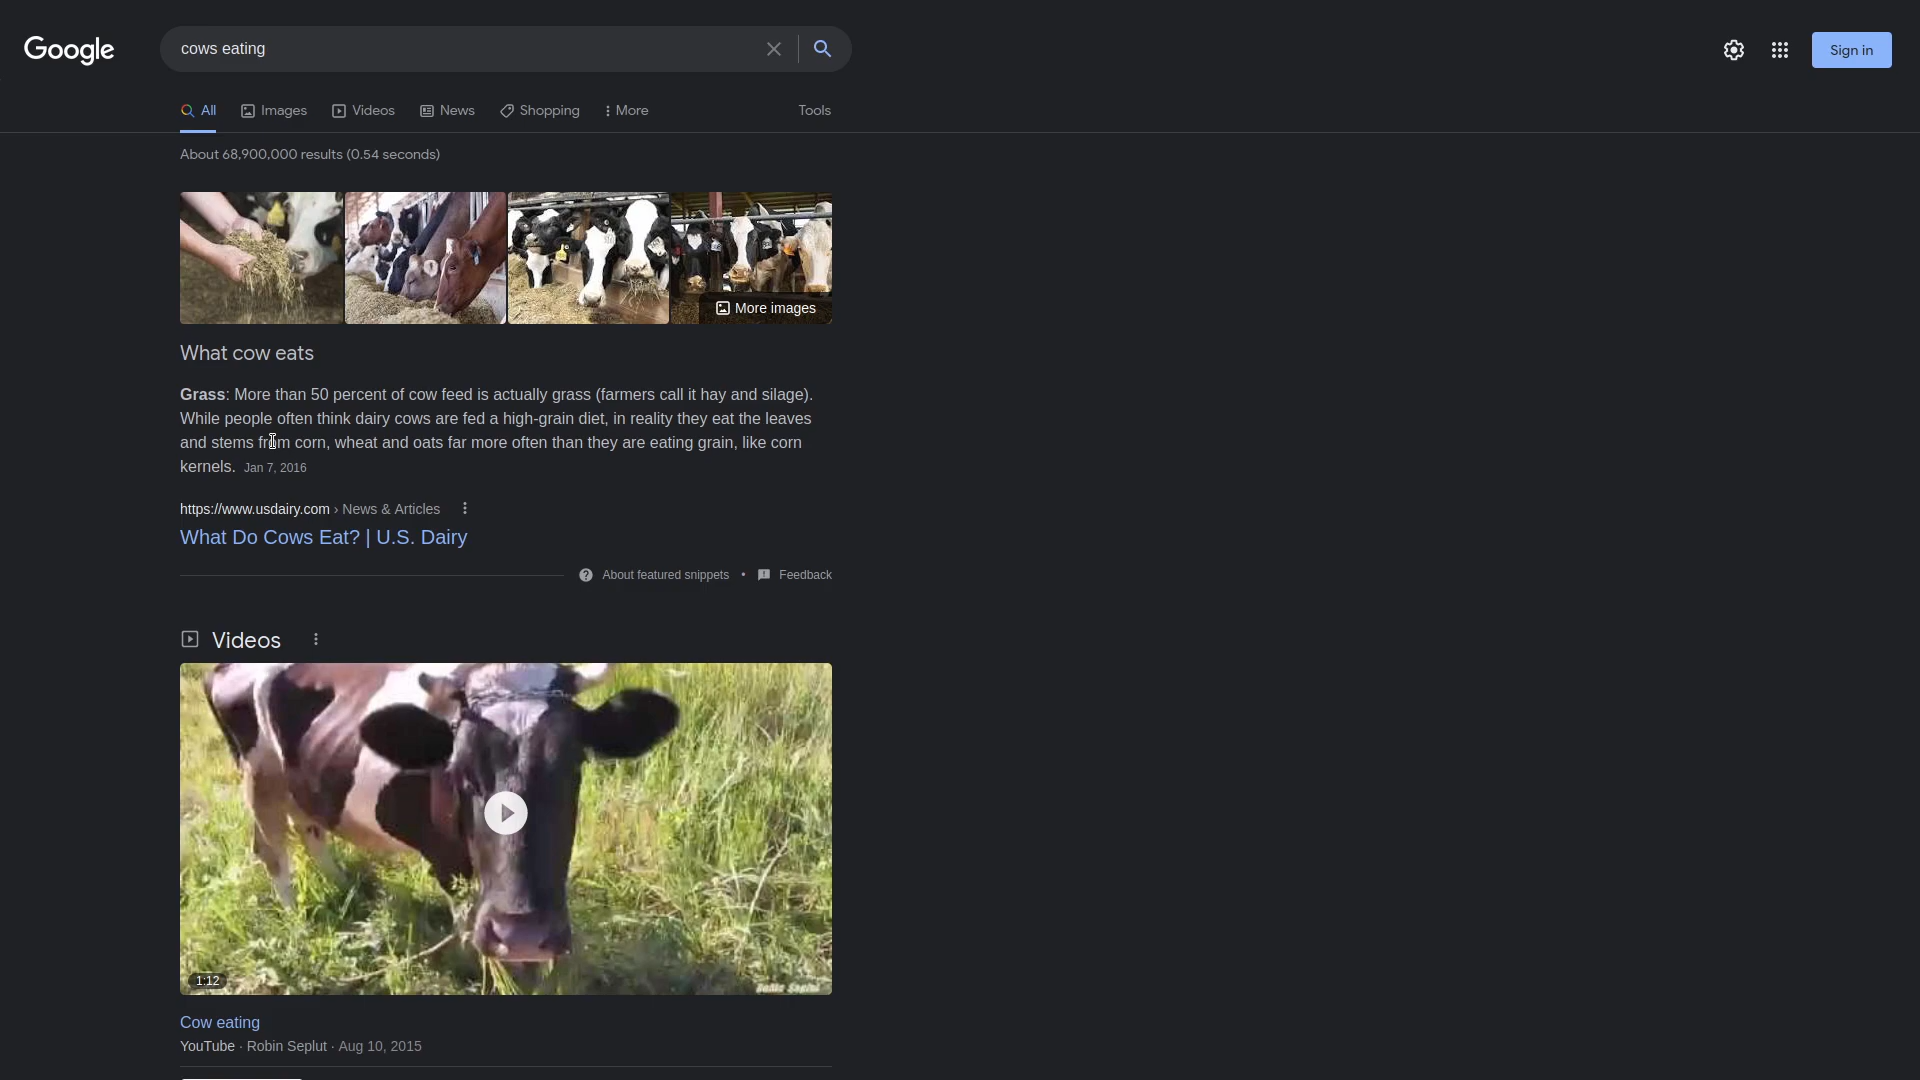 Google
cows eating
Sign in
All
Images
Videos
News
Shopping
More
Tools
About 68,900,000 results (0.54 seconds)
More images
What cow eats
Grass: More than 50 percent of cow feed is actually grass (farmers call it hay and silage).
While people often think dairy cows are fed a high-grain diet, in reality they eat the leaves
and stems from corn, wheat and oats far more often than they are eating grain, like corn
kernels. Jan 7, 2016
https://www.usdairy.com › News & Articles
What Do Cows Eat? | U.S. Dairy
About featured snippets • Feedback
Videos
1:12
Robin Seplut
Cow eating
YouTube · Robin Seplut · Aug 10, 2015